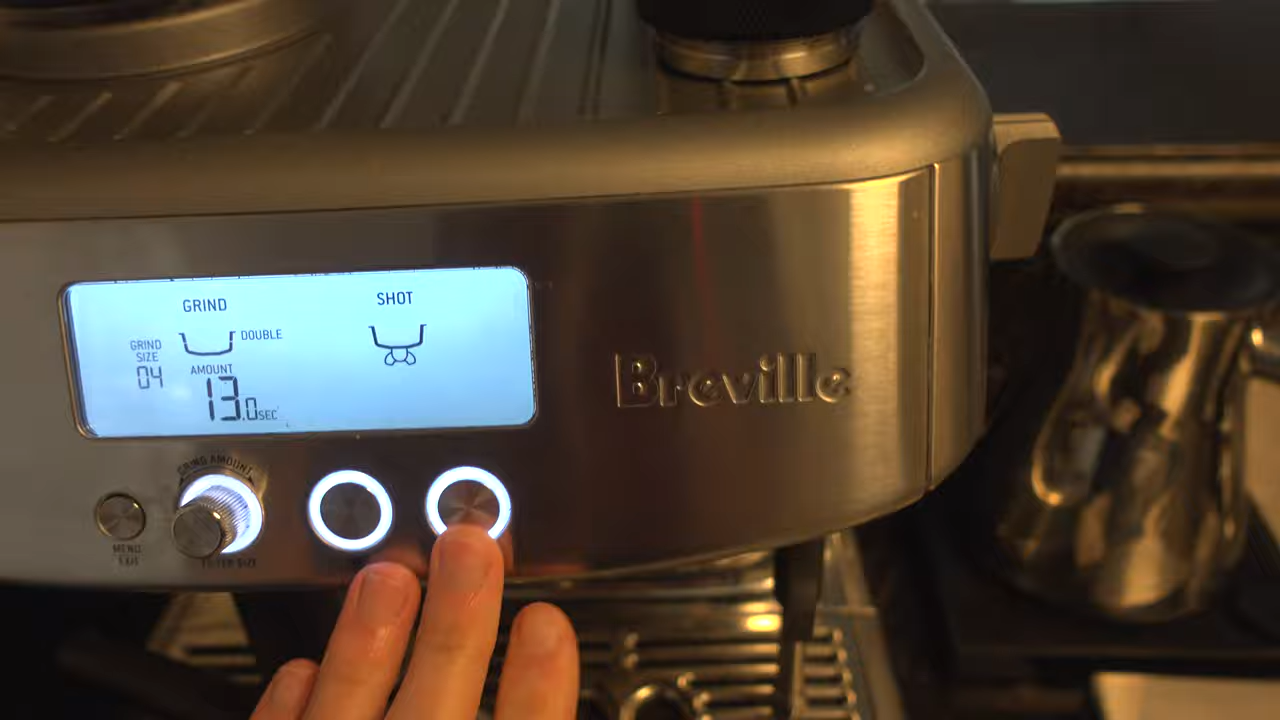 GRIND
SHOT
DOUBLE
GRIND
SIZE
04
AMOUNT
13.0SEC
Breville
GRIND AMOUNT
MENU
EXIT
FILTER SIZE